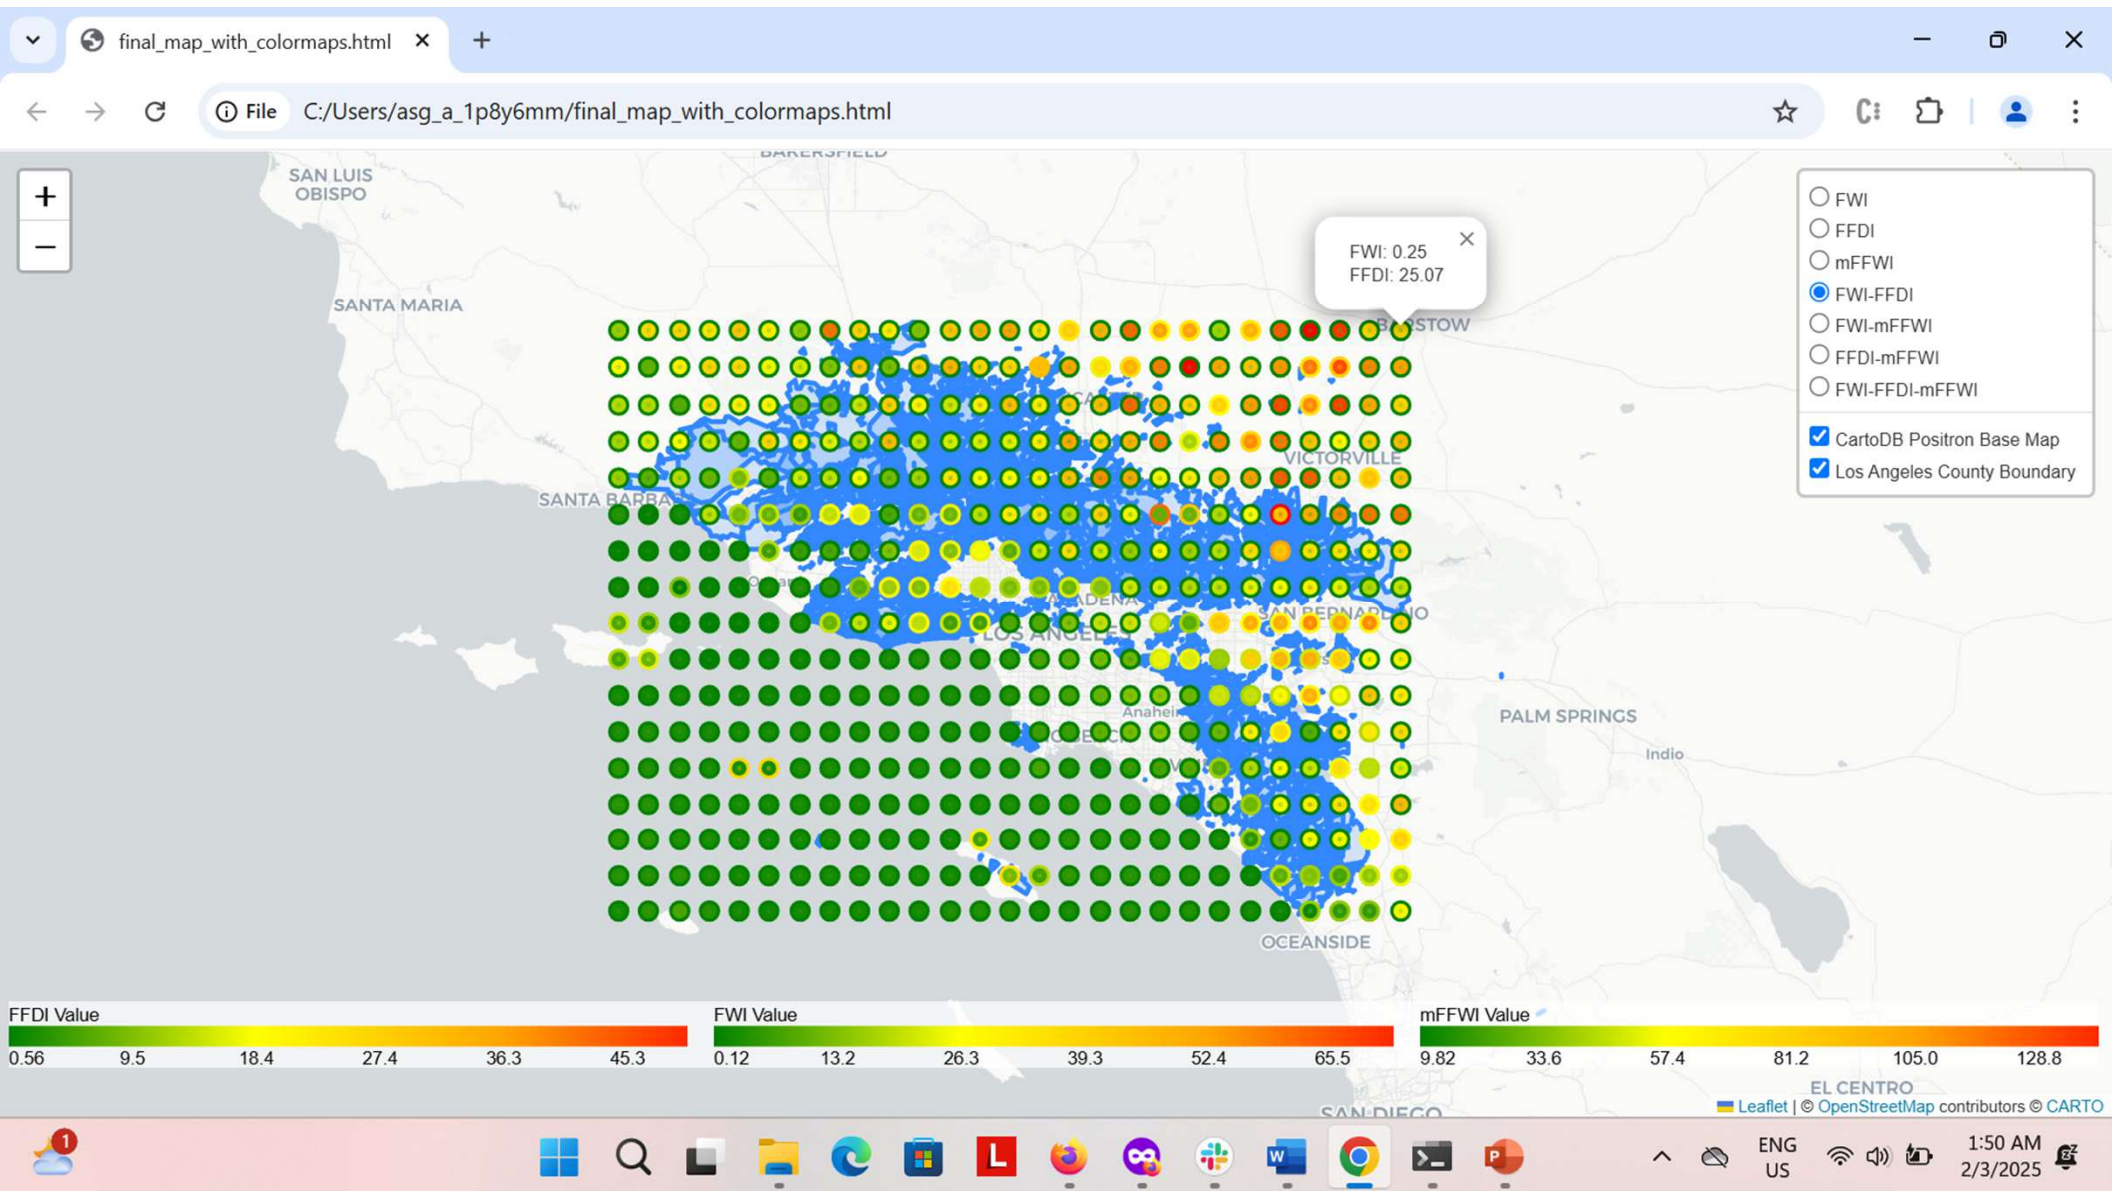 final_map_with_colormaps.html
File
C:/Users/asg_a_1p8y6mm/final_map_with_colormaps.html
BAKERSFIELD
SAN LUIS
OBISPO
+
−
FWI
FFDI
mFFWI
FWI-FFDI
FWI-mFFWI
FFDI-mFFWI
FWI-FFDI-mFFWI
CartoDB Positron Base Map
Los Angeles County Boundary
FWI: 0.25
FFDI: 25.07
SANTA MARIA
BARSTOW
VICTORVILLE
SANTA BARBA
SAN BERNARDINO
LOS ANGELES
Anahei
PALM SPRINGS
Indio
OCEANSIDE
FFDI Value
0.56 9.5 18.4 27.4 36.3 45.3
FWI Value
0.12 13.2 26.3 39.3 52.4 65.5
mFFWI Value
9.82 33.6 57.4 81.2 105.0 128.8
EL CENTRO
SAN DIEGO
Leaflet | © OpenStreetMap contributors © CARTO
1
L
W
P
ENG
US
1:50 AM
2/3/2025